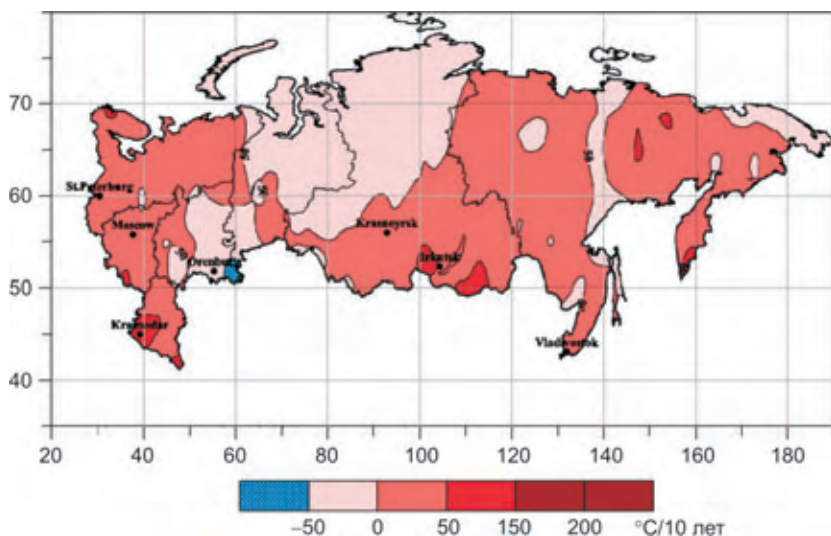 70
60
50
40
St.Peterburg
Moscow
Orenburg
Krasnodar
Krasnoyrsk
Irkutsk
Vladivostok
20 40 60 80 100 120 140 160 180
−50 0 50 150 200 °C/10 лет